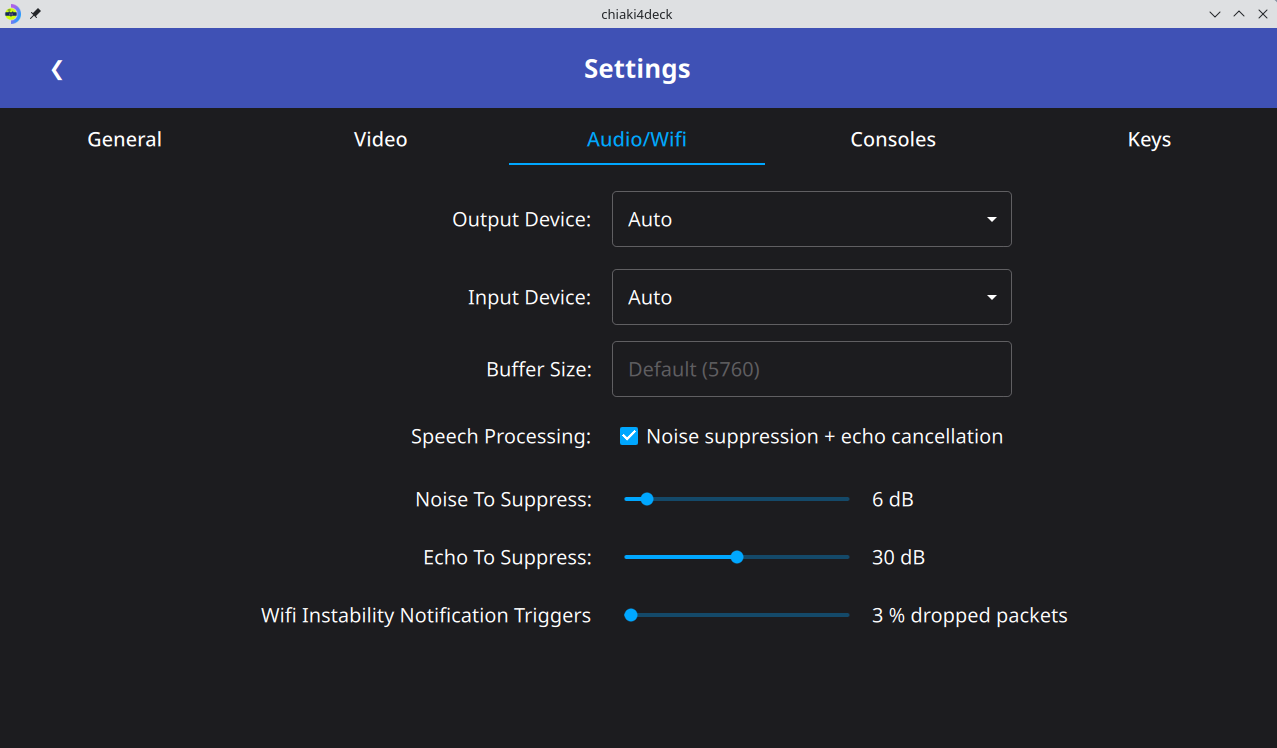 chiaki4deck
Settings
General Video Audio/Wifi Consoles Keys
Output Device: Auto
Input Device: Auto
Buffer Size: Default (5760)
Speech Processing: Noise suppression + echo cancellation
Noise To Suppress: 6 dB
Echo To Suppress: 30 dB
Wifi Instability Notification Triggers 3 % dropped packets